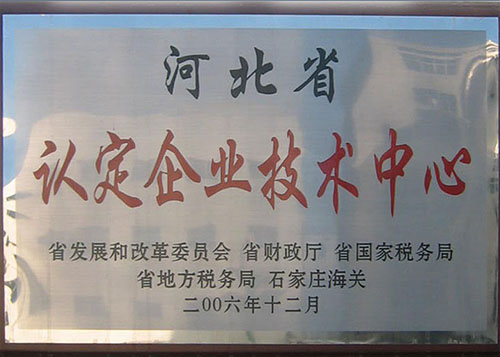 河北省
认定企业技术中心
省发展和改革委员会 省财政厅 省国家税务局
省地方税务局 石家庄海关
二00六年十二月